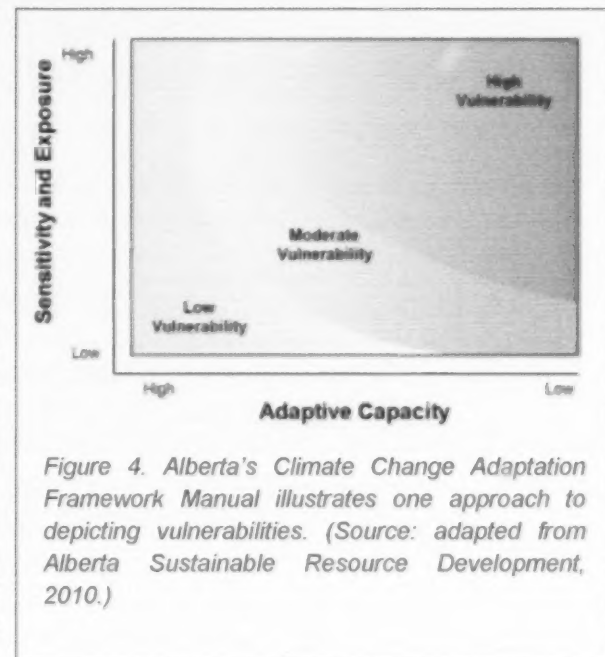 High
High
Vulnerability
Sensitivity and Exposure
Moderate
Vulnerability
Low
Vulnerability
Low
High
Low
Adaptive Capacity
Figure 4. Alberta's Climate Change Adaptation
Framework Manual illustrates one approach to
depicting vulnerabilities. (Source: adapted from
Alberta Sustainable Resource Development,
2010.)